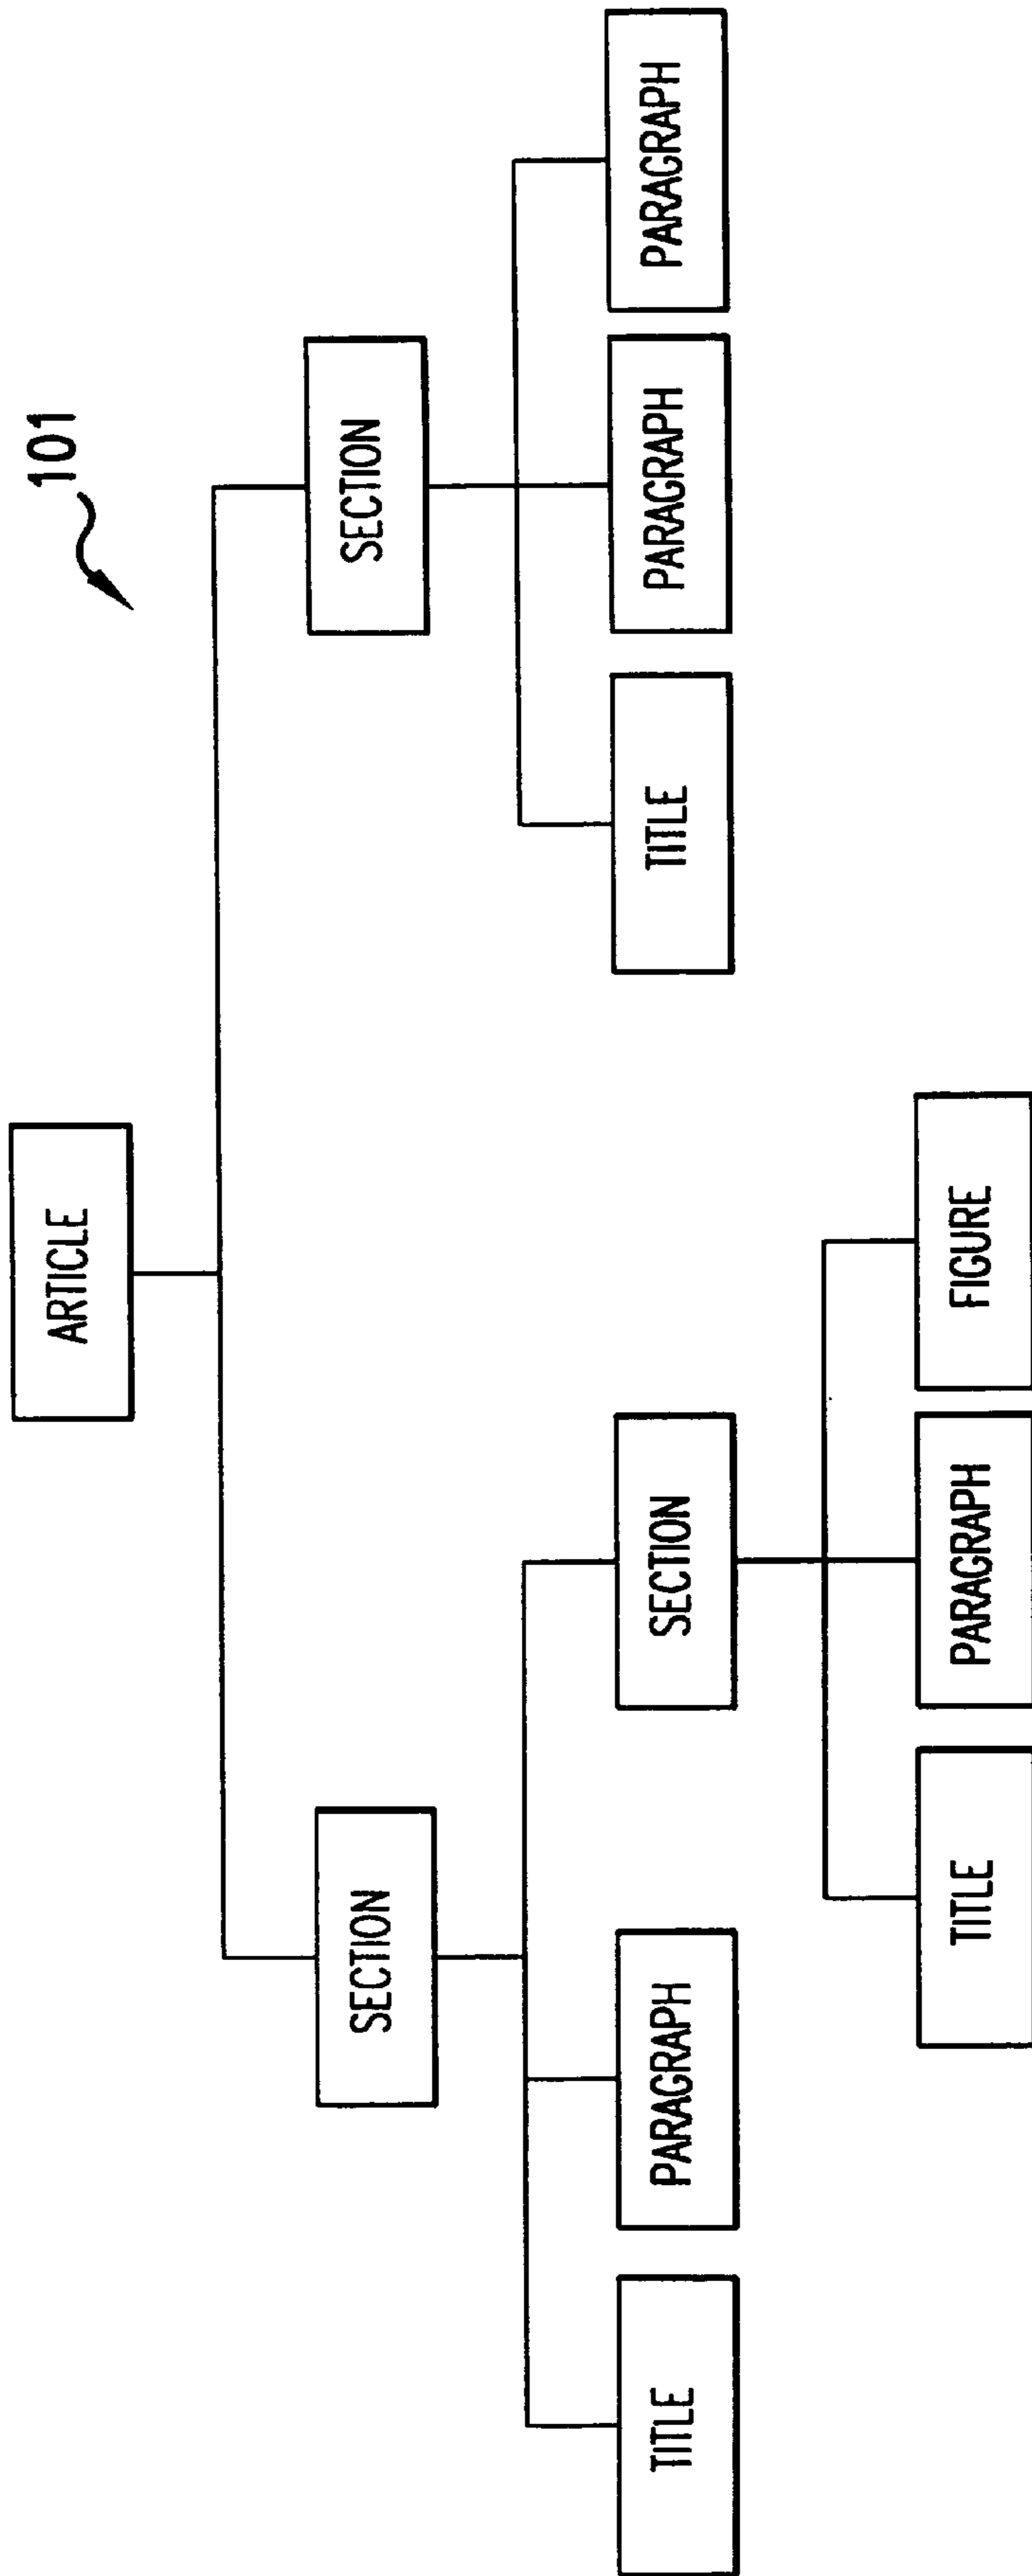 101
ARTICLE
SECTION
SECTION
TITLE
PARAGRAPH
SECTION
TITLE
PARAGRAPH
PARAGRAPH
TITLE
PARAGRAPH
FIGURE